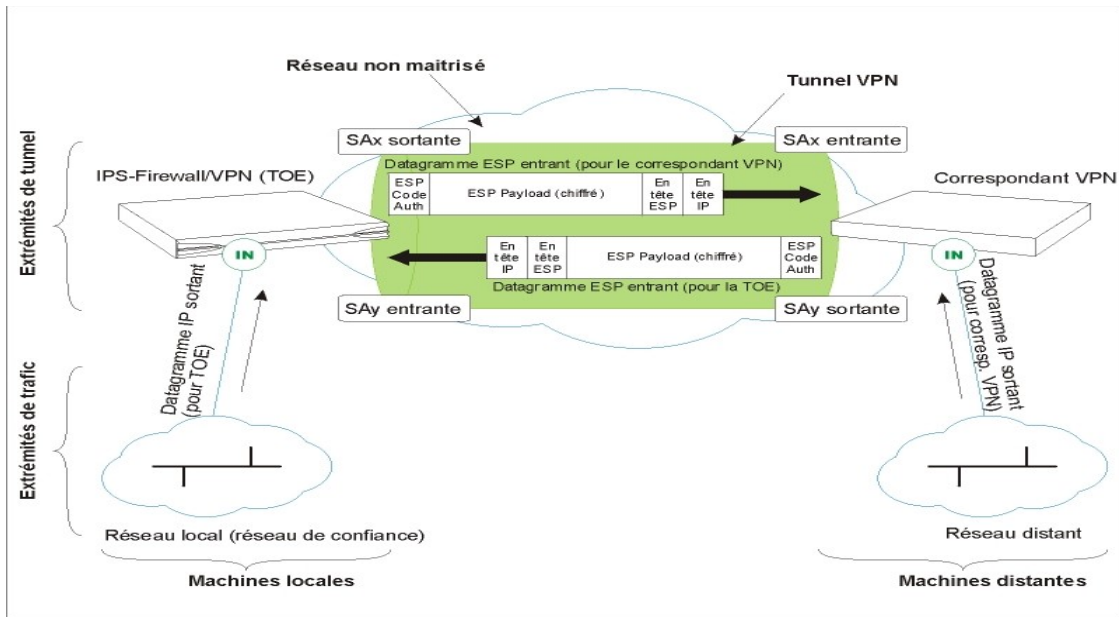 Réseau non maitrisé
Tunnel VPN
Extrémités de tunnel
SAx sortante
SAx entrante
IPS-Firewall/VPN (TOE)
Datagramme ESP entrant (pour le correspondant VPN)
Correspondant VPN
ESP
Code
Auth
ESP Payload (chiffré)
En
tête
ESP
En
tête
IP
IN
En
tête
IP
En
tête
ESP
ESP Payload (chiffré)
ESP
Code
Auth
IN
Datagramme ESP entrant (pour la TOE)
SAy entrante
SAy sortante
Datagramme IP sortant
(pour TOE)
Datagramme IP sortant
(pour corresp. VPN)
Extrémités de trafic
Réseau local (réseau de confiance)
Réseau distant
Machines locales
Machines distantes